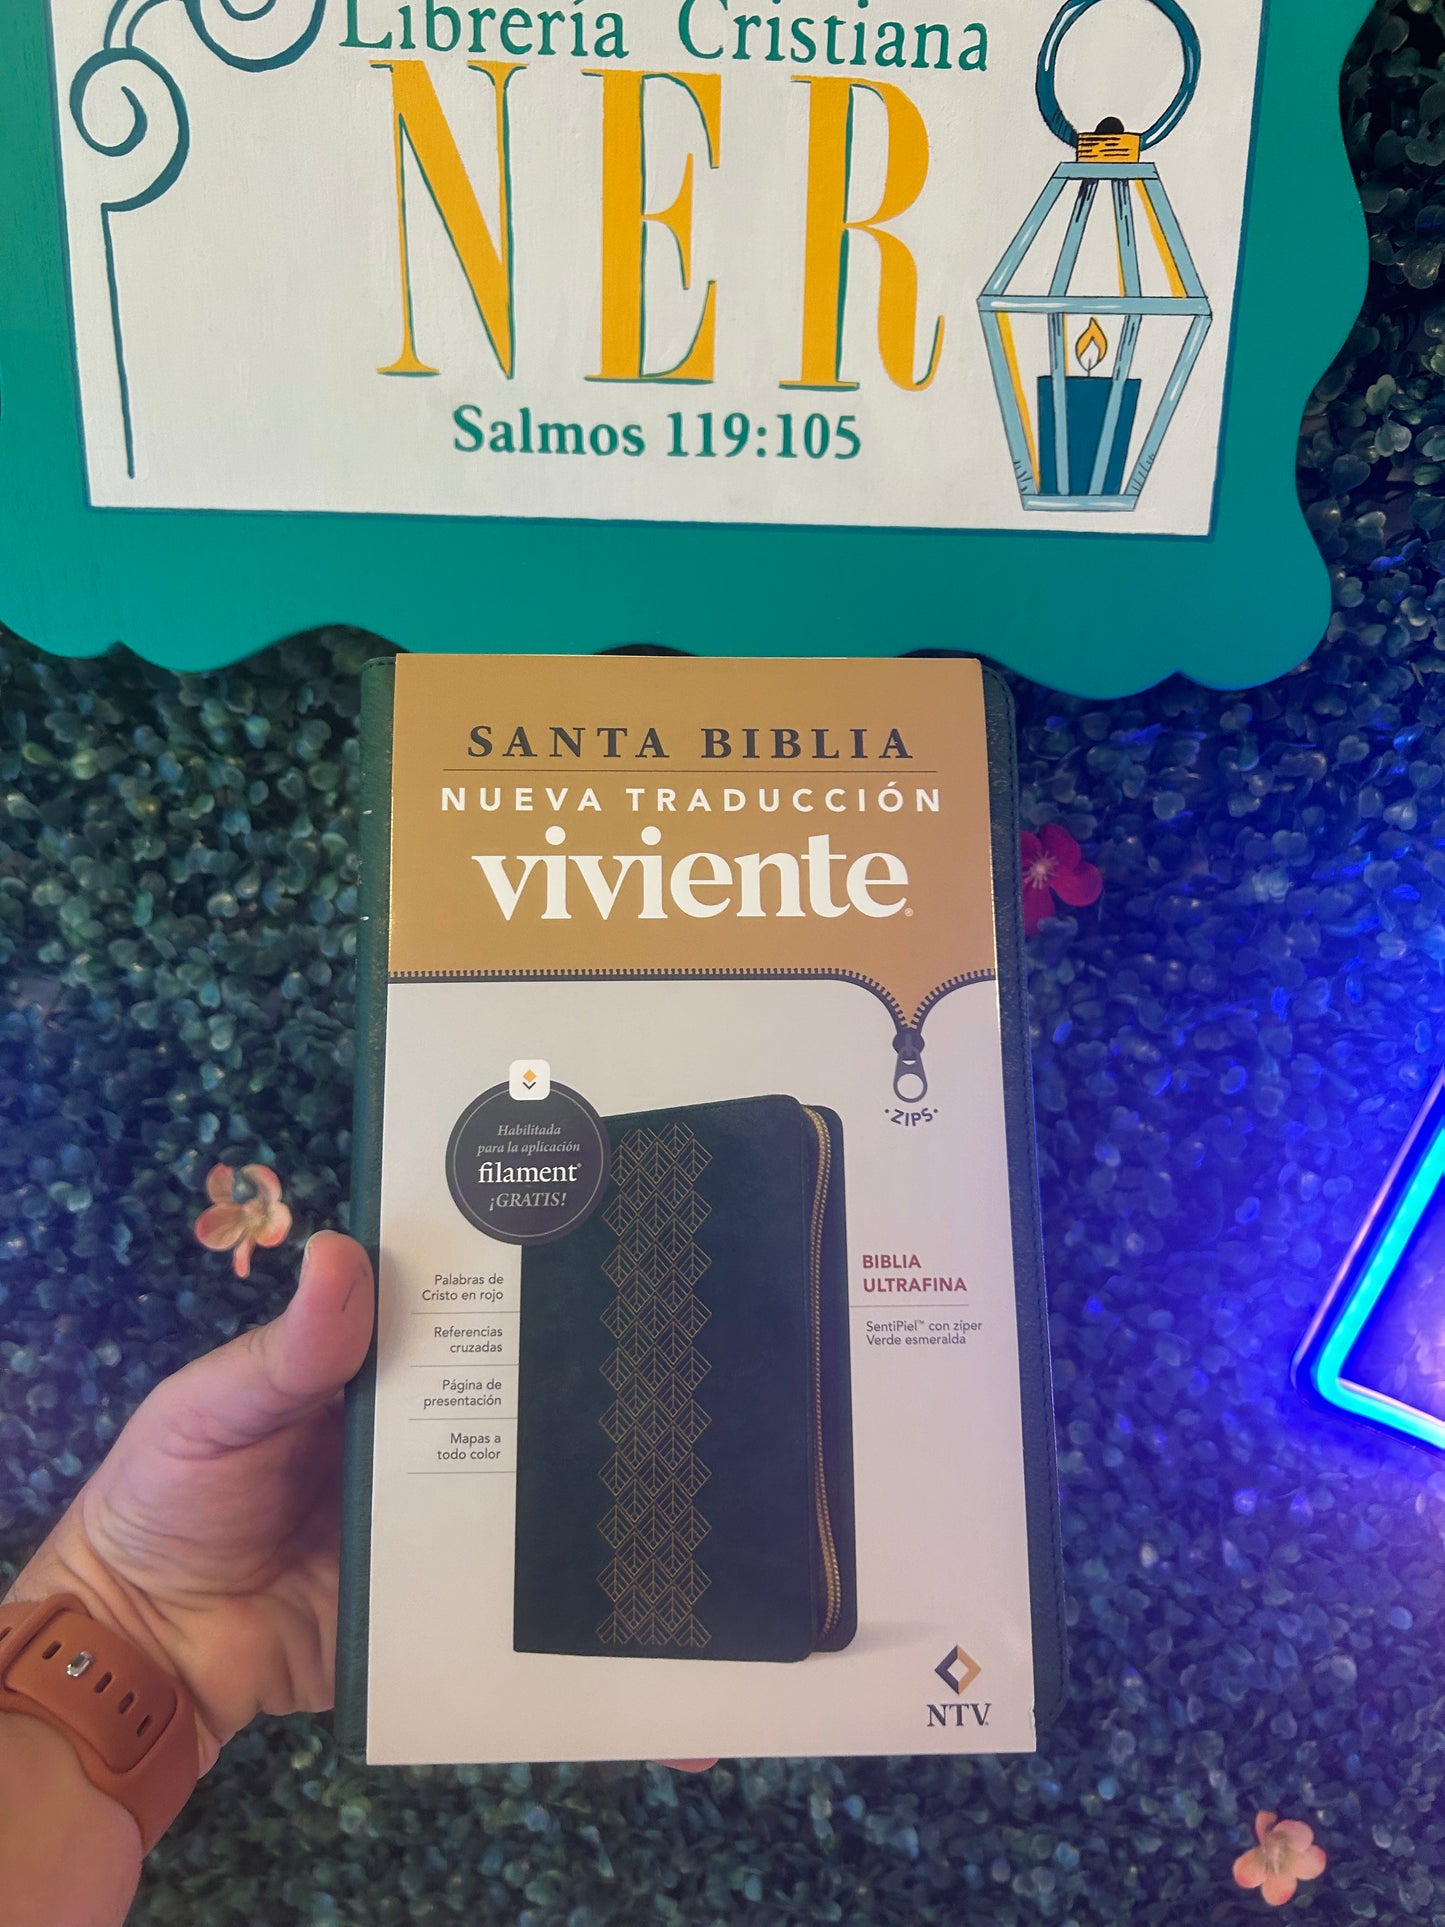 Librería Cristiana
NER
Salmos 119:105
SANTA BIBLIA
NUEVA TRADUCCIÓN
viviente®
·ZIPS·
Habilitada
para la aplicación
filament®
¡GRATIS!
Palabras de
Cristo en rojo
Referencias
cruzadas
Página de
presentación
Mapas a
todo color
BIBLIA
ULTRAFINA
SentiPiel™ con zíper
Verde esmeralda
NTV